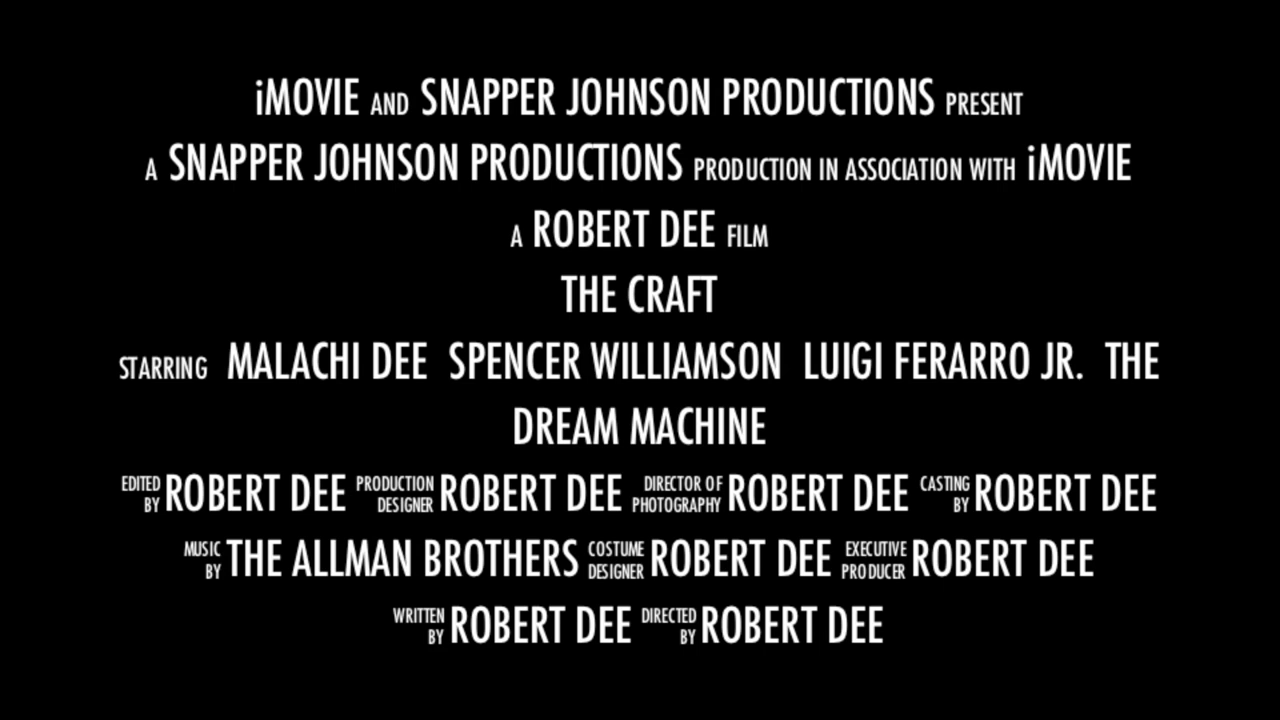 iMOVIE AND SNAPPER JOHNSON PRODUCTIONS PRESENT
A SNAPPER JOHNSON PRODUCTIONS PRODUCTION IN ASSOCIATION WITH iMOVIE
A ROBERT DEE FILM
THE CRAFT
STARRING MALACHI DEE SPENCER WILLIAMSON LUIGI FERARRO JR. THE
DREAM MACHINE
EDITED BY ROBERT DEE PRODUCTION DESIGNER ROBERT DEE DIRECTOR OF PHOTOGRAPHY ROBERT DEE CASTING BY ROBERT DEE
MUSIC BY THE ALLMAN BROTHERS COSTUME DESIGNER ROBERT DEE EXECUTIVE PRODUCER ROBERT DEE
WRITTEN BY ROBERT DEE DIRECTED BY ROBERT DEE